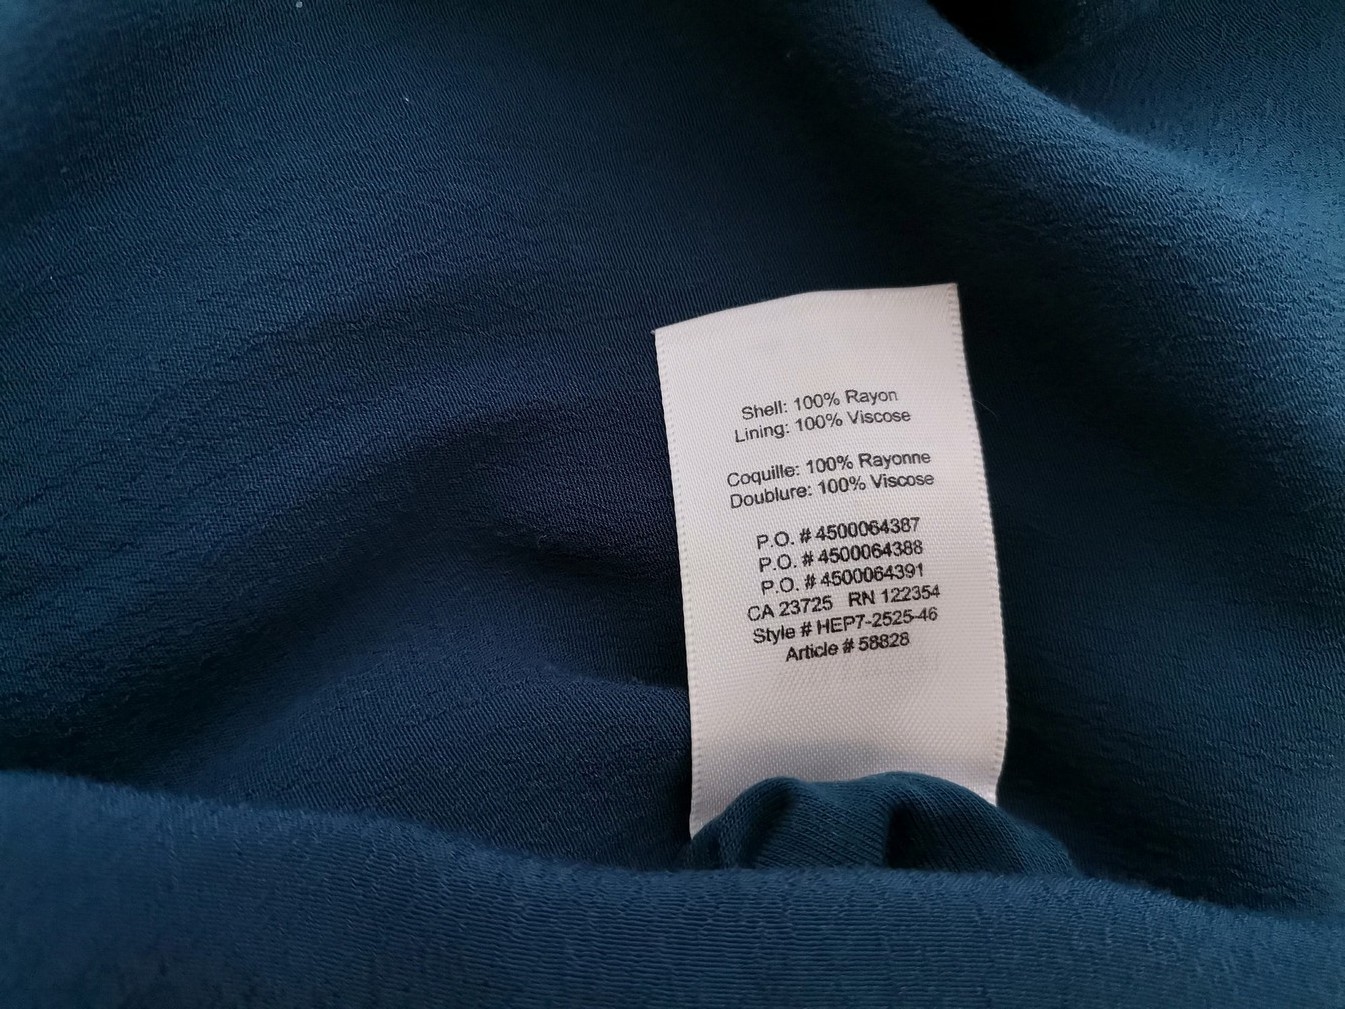 Shell: 100% Rayon
Lining: 100% Viscose
Coquille: 100% Rayonne
Doublure: 100% Viscose
P.O. # 4500064387
P.O. # 4500064388
P.O. # 4500064391
CA 23725 RN 122354
Style # HEP7-2525-46
Article # 58828